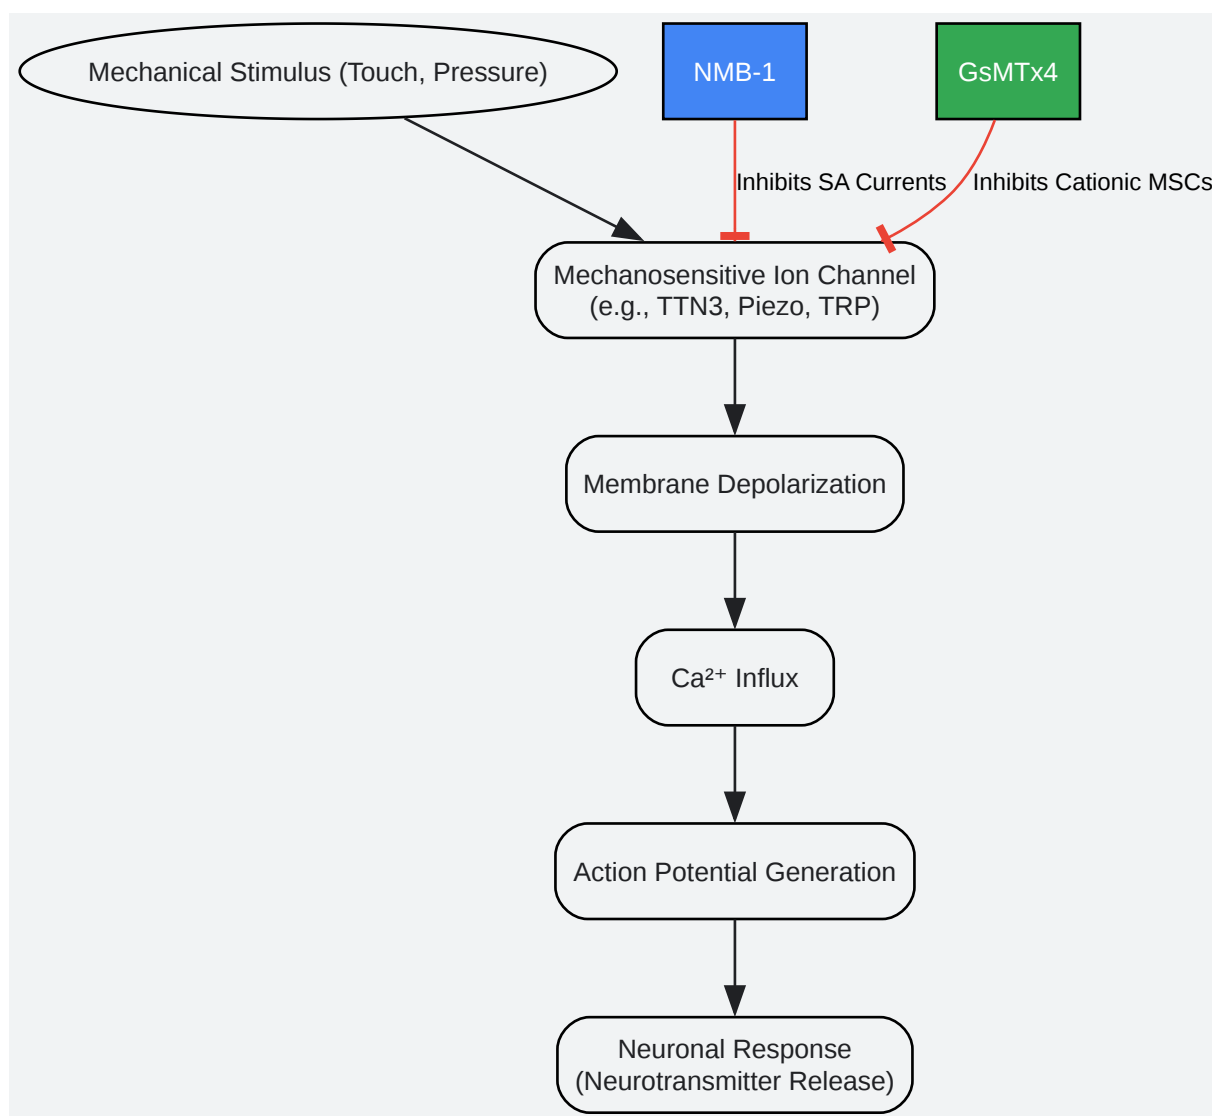 Mechanical Stimulus (Touch, Pressure)
NMB-1
GsMTx4
Inhibits SA Currents
Inhibits Cationic MSCs
Mechanosensitive Ion Channel
(e.g., TTN3, Piezo, TRP)
Membrane Depolarization
Ca²⁺ Influx
Action Potential Generation
Neuronal Response
(Neurotransmitter Release)